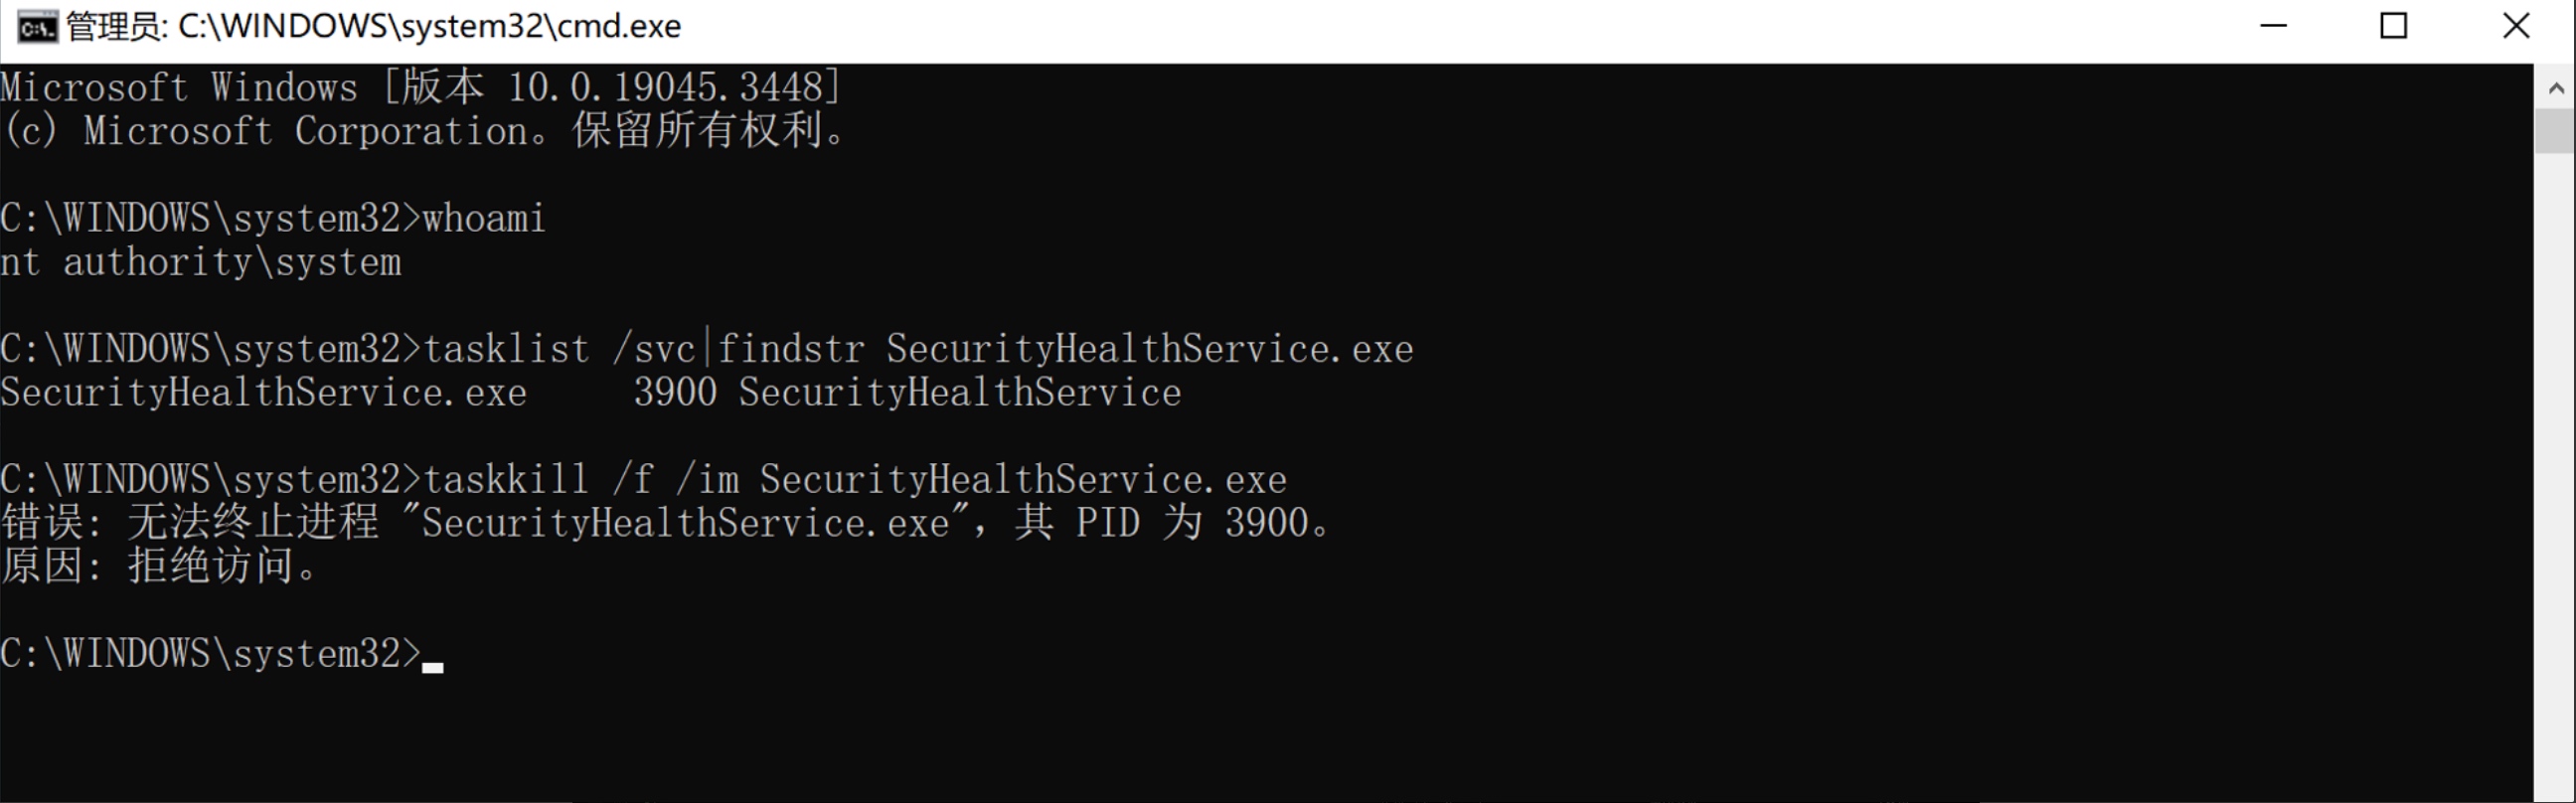 管理员: C:\WINDOWS\system32\cmd.exe
Microsoft Windows [版本 10.0.19045.3448]
(c) Microsoft Corporation。保留所有权利。
C:\WINDOWS\system32>whoami
nt authority\system
C:\WINDOWS\system32>tasklist /svc|findstr SecurityHealthService.exe
SecurityHealthService.exe     3900 SecurityHealthService
C:\WINDOWS\system32>taskkill /f /im SecurityHealthService.exe
错误: 无法终止进程 "SecurityHealthService.exe"，其 PID 为 3900。
原因: 拒绝访问。
C:\WINDOWS\system32>